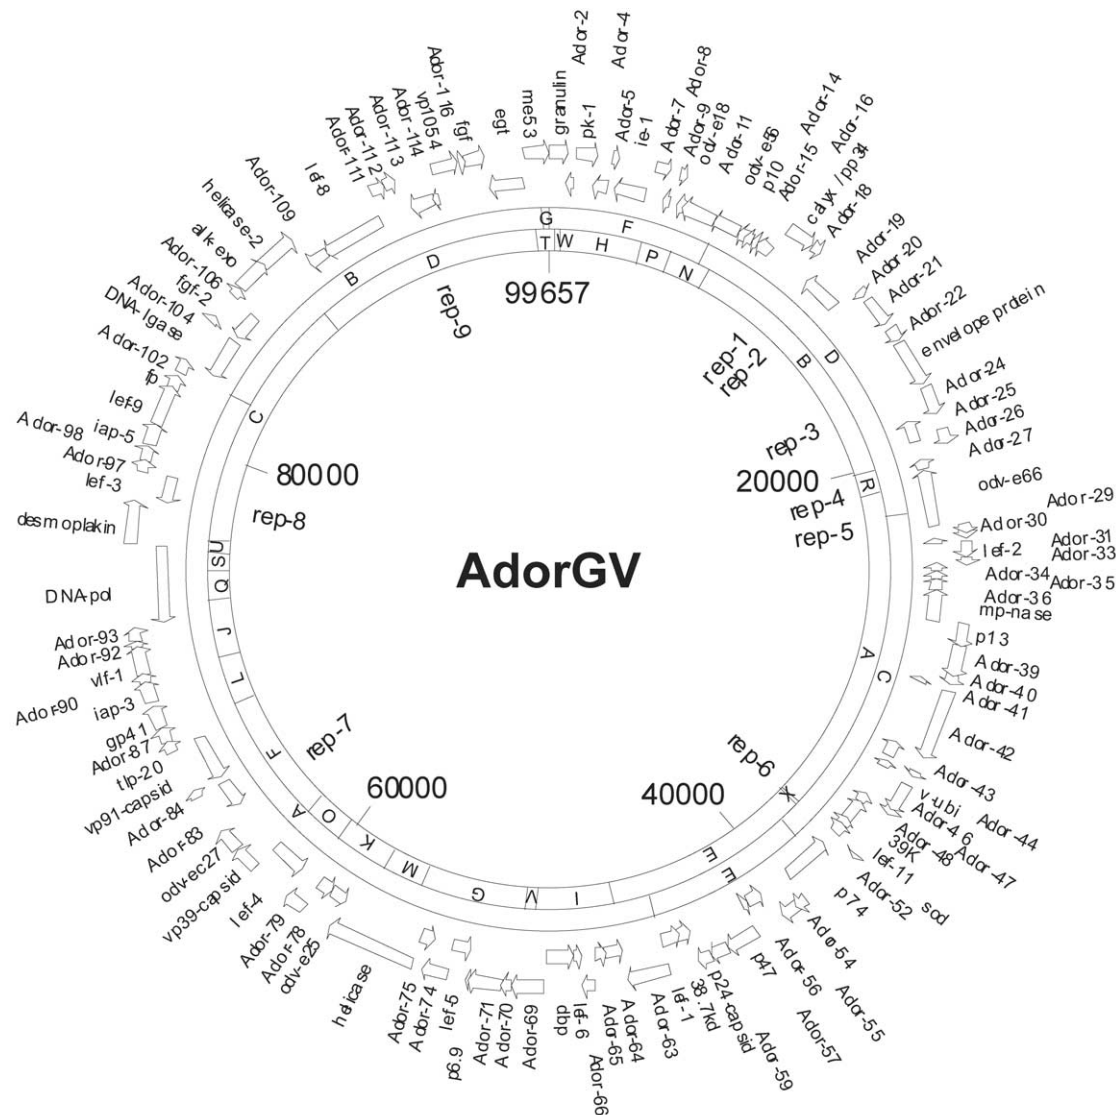 granulin
Ador-2
pk-1
Ador-4
Ador-5
ie-1
Ador-7
Ador-8
Ador-9
odv-e18
Ador-11
odv-e56
p10
Ador-14
Ador-15
Ador-16
calyx/pp34
Ador-18
Ador-19
Ador-20
Ador-21
Ador-22
envelope protein
Ador-24
Ador-25
Ador-26
Ador-27
odv-e66
Ador-29
Ador-30
Ador-31
lef-2
Ador-33
Ador-34
Ador-35
Ador-36
mp-nase
p13
Ador-39
Ador-40
Ador-41
Ador-42
Ador-43
Ador-44
v-ubi
Ador-46
Ador-47
39K
Ador-48
lef-11
sod
Ador-52
p74
Ador-54
Ador-55
Ador-56
Ador-57
p47
Ador-59
p24-capsid
38.7kd
lef-1
Ador-63
Ador-64
Ador-65
Ador-66
lef-6
dbp
Ador-69
Ador-70
Ador-71
p6.9
lef-5
Ador-74
Ador-75
helicase
odv-e25
Ador-78
Ador-79
lef-4
vp39-capsid
odv-ec27
Ador-83
Ador-84
vp91-capsid
tlp-20
Ador-87
gp41
iap-3
Ador-90
vlf-1
Ador-92
Ador-93
DNA-pol
desmoplakin
lef-3
Ador-97
Ador-98
iap-5
lef-9
fp
Ador-102
DNA-ligase
Ador-104
fgf-2
Ador-106
alk-exo
helicase-2
Ador-109
lef-8
Ador-111
Ador-112
Ador-113
Ador-114
vp1054
Ador-116
fgf
egt
me53
G
F
D
C
E
A
B
T
W
H
P
N
B
R
A
X
E
I
V
G
M
K
O
F
L
J
Q
S
U
C
D
99657
20000
40000
60000
80000
rep-1
rep-2
rep-3
rep-4
rep-5
rep-6
rep-7
rep-8
rep-9
AdorGV